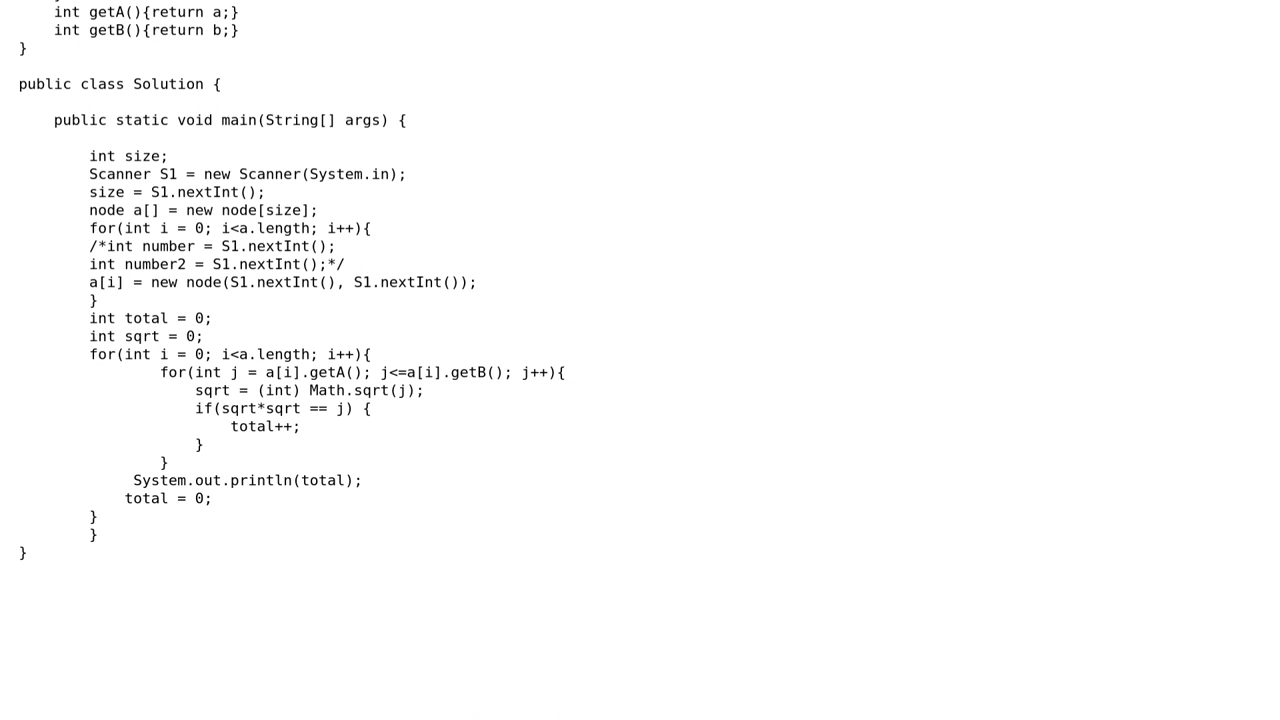 int getA(){return a;}
    int getB(){return b;}
}

public class Solution {

    public static void main(String[] args) {

        int size;
        Scanner S1 = new Scanner(System.in);
        size = S1.nextInt();
        node a[] = new node[size];
        for(int i = 0; i<a.length; i++){
        /*int number = S1.nextInt();
        int number2 = S1.nextInt();*/
        a[i] = new node(S1.nextInt(), S1.nextInt());
        }
        int total = 0;
        int sqrt = 0;
        for(int i = 0; i<a.length; i++){
                for(int j = a[i].getA(); j<=a[i].getB(); j++){
                    sqrt = (int) Math.sqrt(j);
                    if(sqrt*sqrt == j) {
                        total++;
                    }
                }
             System.out.println(total);
            total = 0;
        }
        }
}